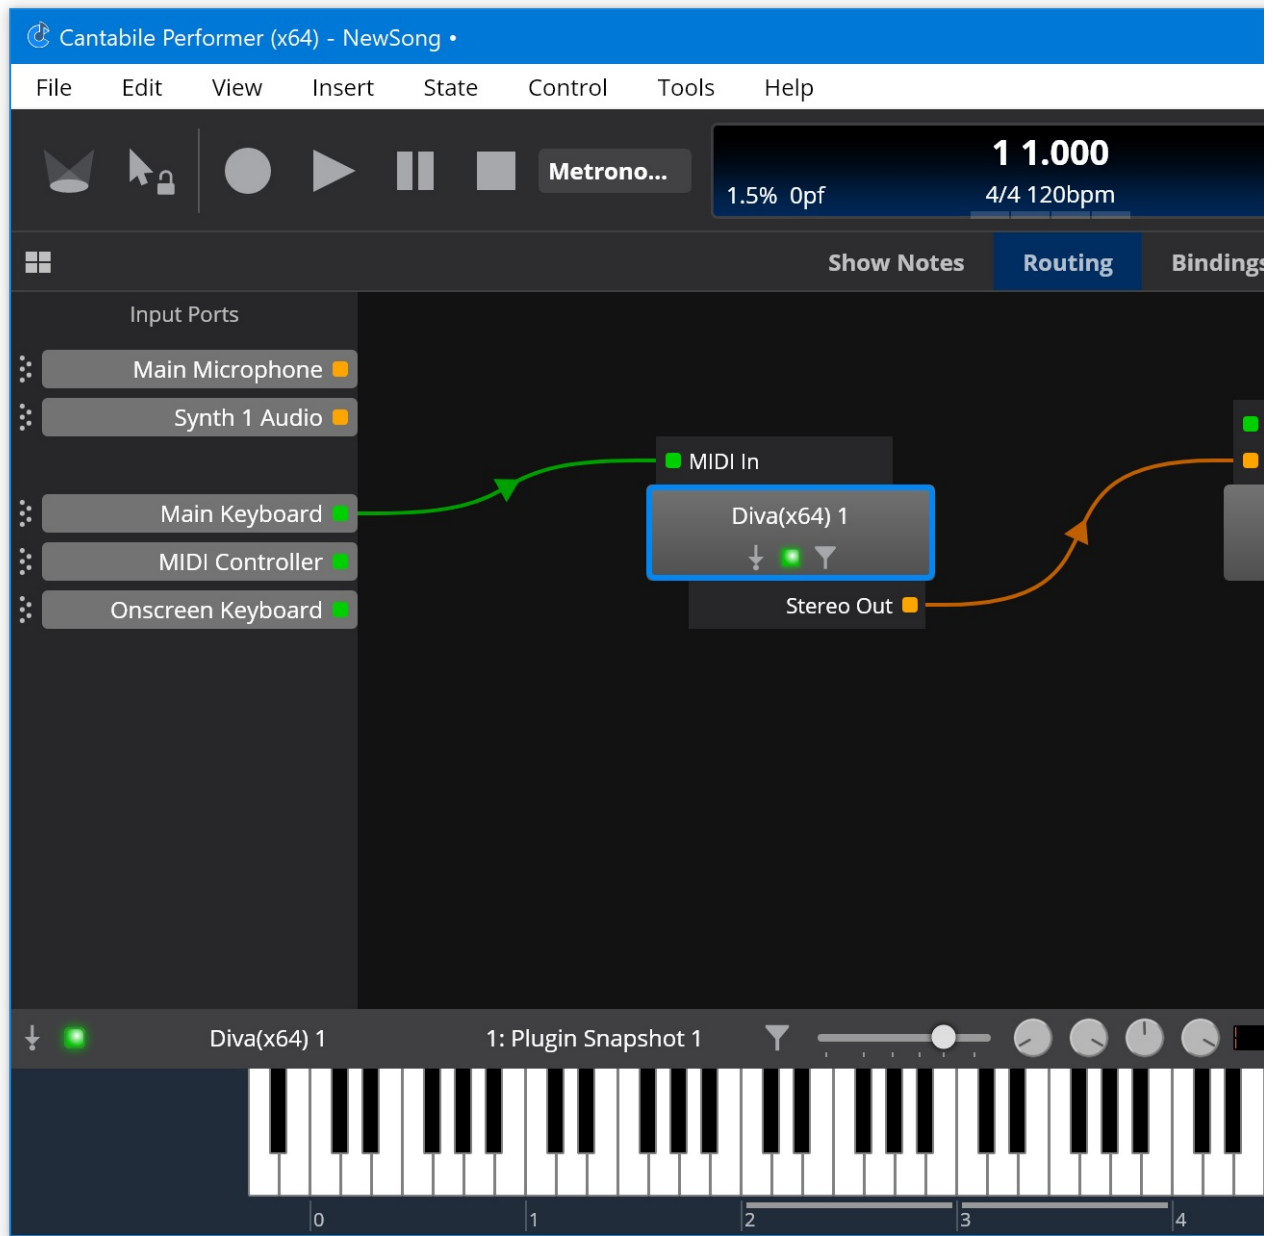 Cantabile Performer (x64) - NewSong •
File Edit View Insert State Control Tools Help
Metrono...
1 1.000
1.5% 0pf
4/4 120bpm
Show Notes Routing Bindings
Input Ports
Main Microphone
Synth 1 Audio
Main Keyboard
MIDI Controller
Onscreen Keyboard
MIDI In
Diva(x64) 1
Stereo Out
Diva(x64) 1 1: Plugin Snapshot 1
0 1 2 3 4